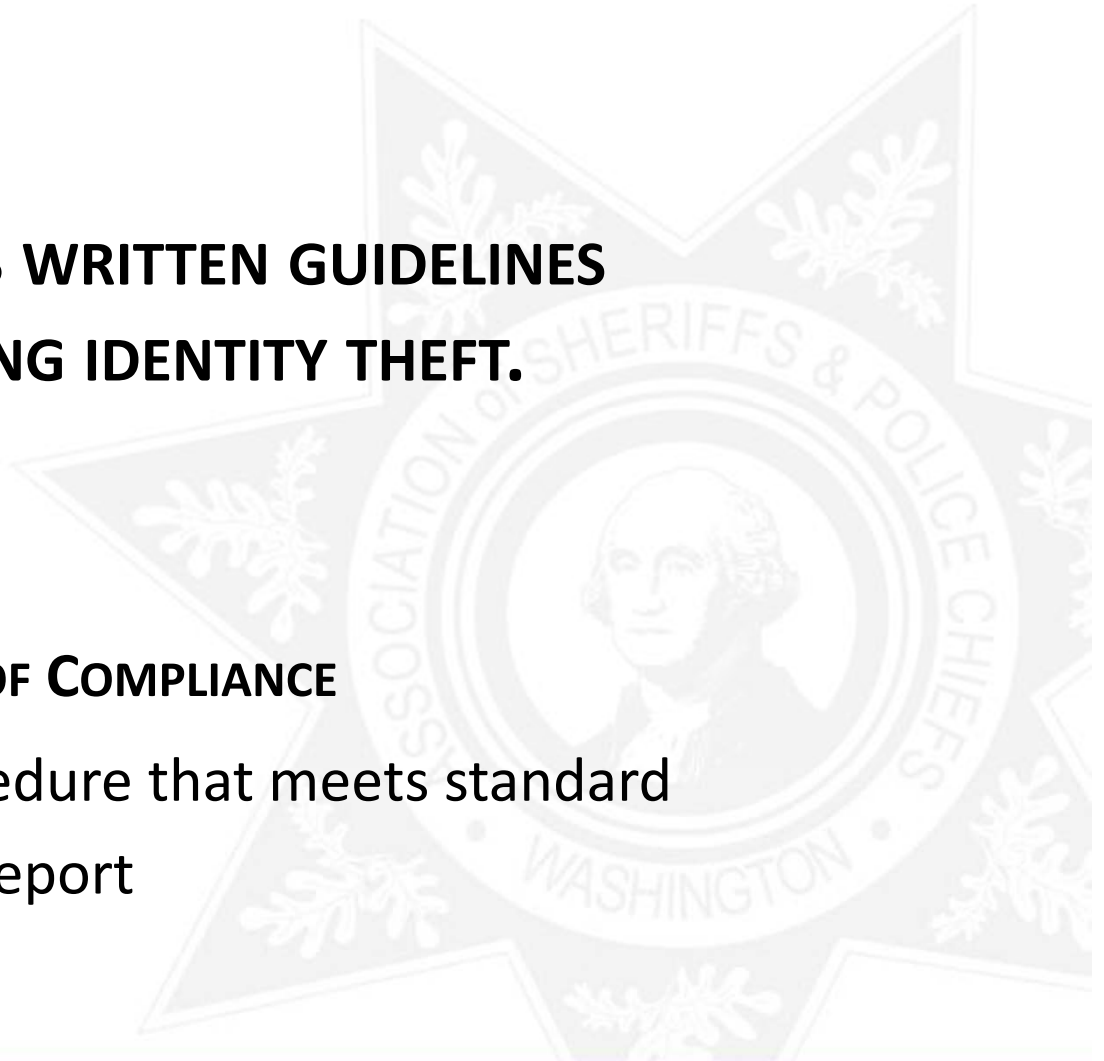 WRITTEN GUIDELINES
NG IDENTITY THEFT.
OF COMPLIANCE
edure that meets standard
eport
ASSOCIATION OF SHERIFFS & POLICE CHIEFS
WASHINGTON